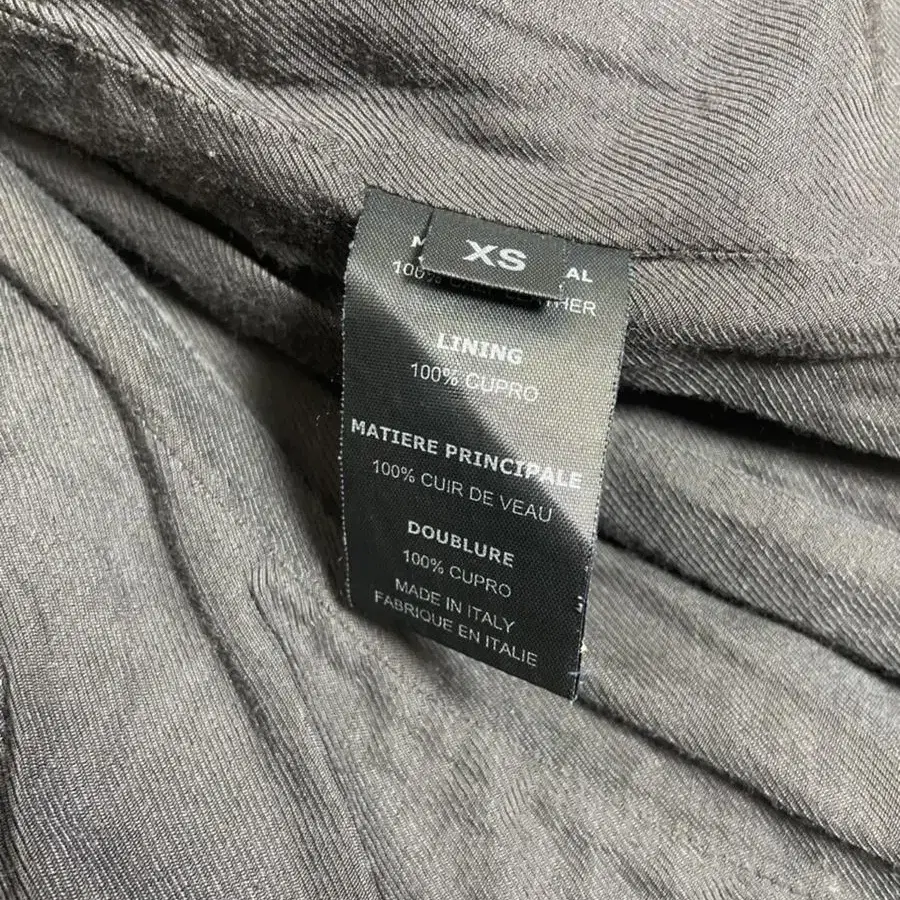 XS
AL
100%
LINING
100% CUPRO
MATIERE PRINCIPALE
100% CUIR DE VEAU
DOUBLURE
100% CUPRO
MADE IN ITALY
FABRIQUE EN ITALIE